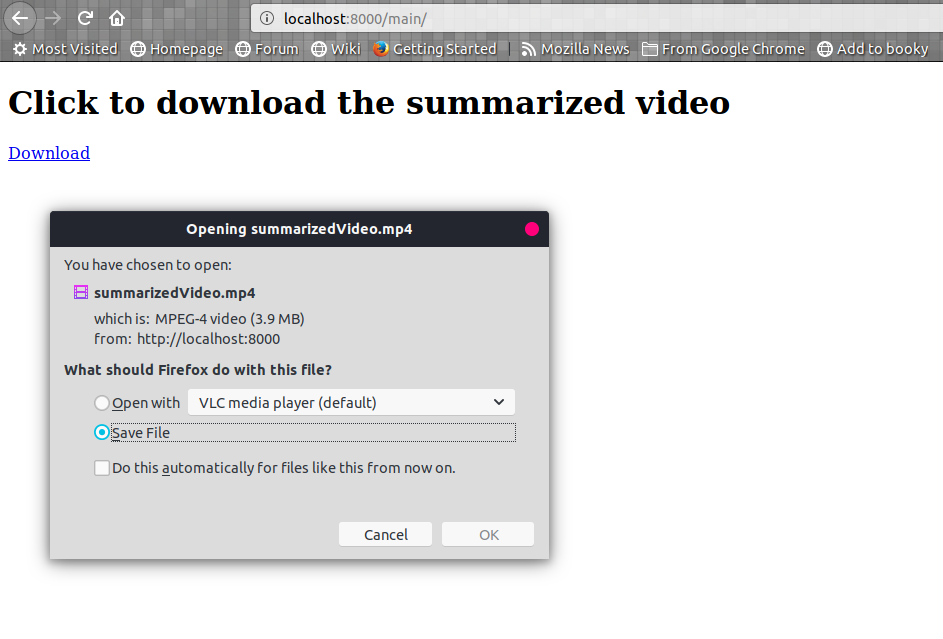 localhost:8000/main/
Most Visited Homepage Forum Wiki Getting Started Mozilla News From Google Chrome Add to booky
Click to download the summarized video
Download
Opening summarizedVideo.mp4
You have chosen to open:
summarizedVideo.mp4
which is: MPEG-4 video (3.9 MB)
from: http://localhost:8000
What should Firefox do with this file?
Open with VLC media player (default)
Save File
Do this automatically for files like this from now on.
Cancel OK